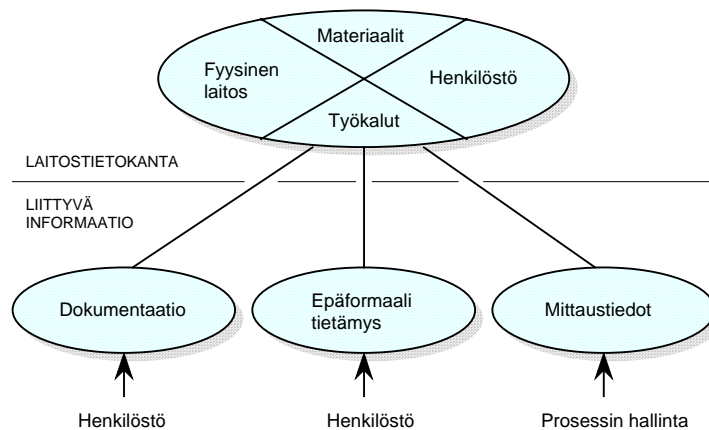 Materiaalit
Fyysinen
laitos
Henkilöstö
Työkalut
LAITOSTIETOKANTA
LIITTYVÄ
INFORMAATIO
Dokumentaatio
Epäformaali
tietämys
Mittaustiedot
Henkilöstö
Henkilöstö
Prosessin hallinta